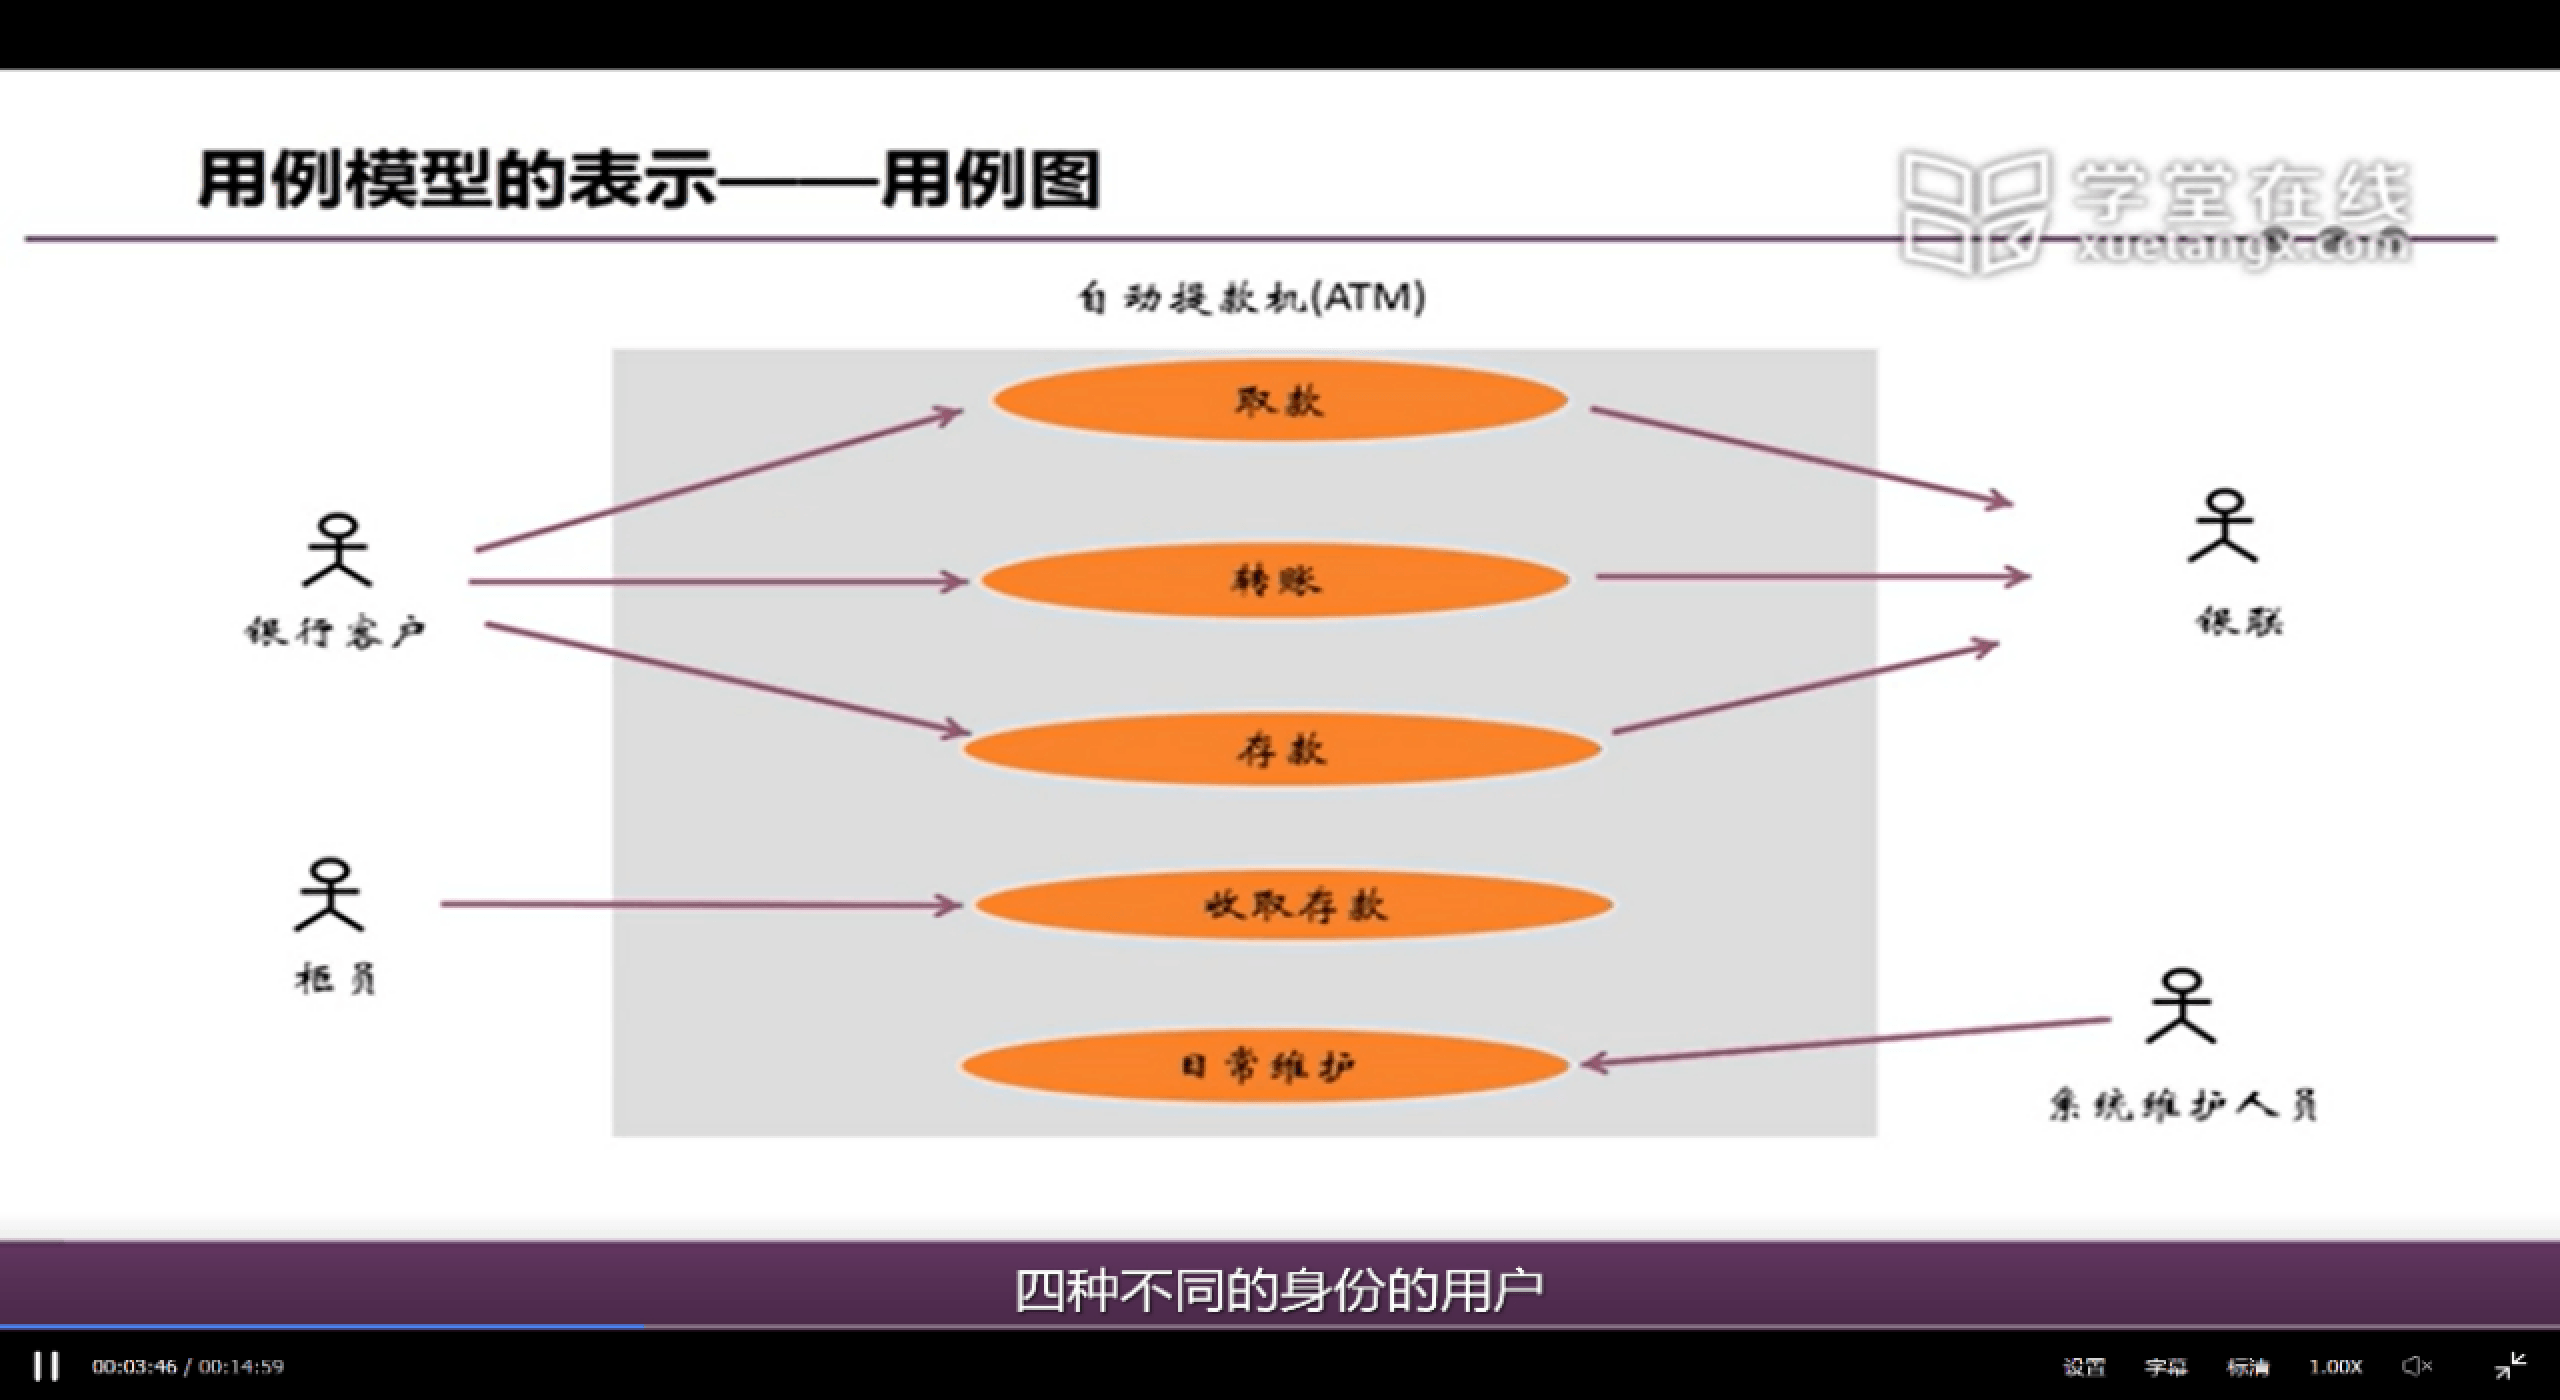 用例模型的表示——用例图
学堂在线
xuetangx.com
自动提款机(ATM)
取款
转账
银行客户
银联
存款
收取存款
柜员
日常维护
系统维护人员
四种不同的身份的用户
00:03:46 / 00:14:59
设置 字幕 标清 1.00X